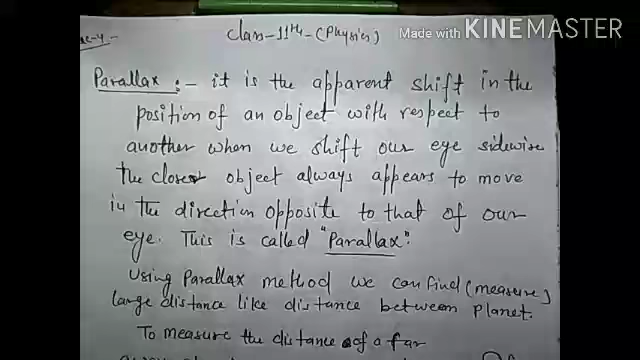 Class-11th-(Physics)
Made with KINEMASTER
Parallax :- it is the apparent shift in the
position of an object with respect to
another when we shift our eye sidewise
the closer object always appears to move
in the direction opposite to that of our
eye. This is called "Parallax".
Using Parallax method we can find (measure)
large distance like distance between Planet.
To measure the distance of a far